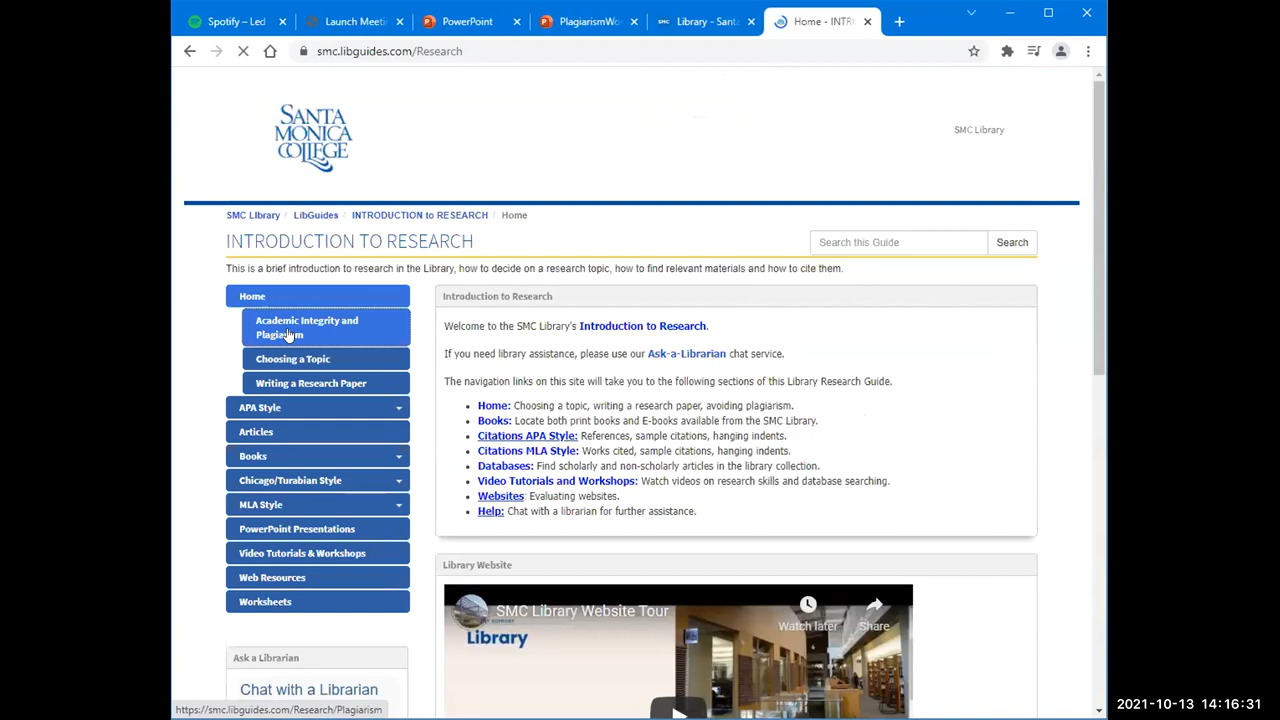 Spotify – Led
Launch Meeti
PowerPoint
PlagiarismWo
Library - Santa
Home - INTR
smc.libguides.com/Research
SANTA
MONICA
COLLEGE
SMC Library
SMC Library / LibGuides / INTRODUCTION to RESEARCH / Home
INTRODUCTION TO RESEARCH
Search this Guide
Search
This is a brief introduction to research in the Library, how to decide on a research topic, how to find relevant materials and how to cite them.
Home
Academic Integrity and
Plagiarism
Choosing a Topic
Writing a Research Paper
APA Style
Articles
Books
Chicago/Turabian Style
MLA Style
PowerPoint Presentations
Video Tutorials & Workshops
Web Resources
Worksheets
Ask a Librarian
Chat with a Librarian
Introduction to Research
Welcome to the SMC Library's Introduction to Research.
If you need library assistance, please use our Ask-a-Librarian chat service.
The navigation links on this site will take you to the following sections of this Library Research Guide.
• Home: Choosing a topic, writing a research paper, avoiding plagiarism.
• Books: Locate both print books and E-books available from the SMC Library.
• Citations APA Style: References, sample citations, hanging indents.
• Citations MLA Style: Works cited, sample citations, hanging indents.
• Databases: Find scholarly and non-scholarly articles in the library collection.
• Video Tutorials and Workshops: Watch videos on research skills and database searching.
• Websites: Evaluating websites.
• Help: Chat with a librarian for further assistance.
Library Website
SMC Library Website Tour
Watch later
Share
Library
https://smc.libguides.com/Research/Plagiarism
2021-10-13 14:16:31